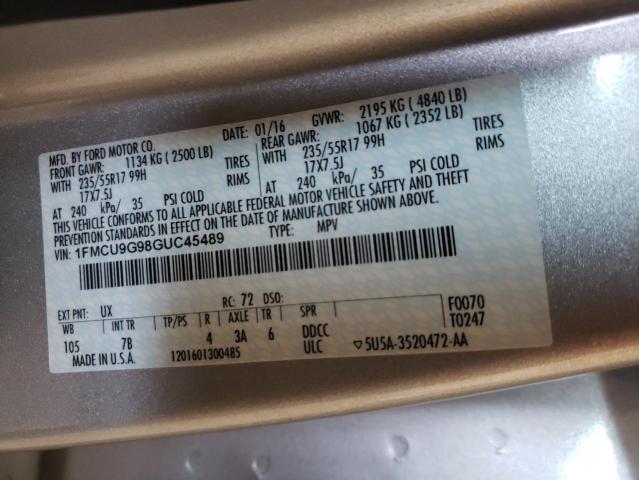 MFD. BY FORD MOTOR CO. DATE: 01/16 GVWR: 2195 KG ( 4840 LB)
FRONT GAWR: 1134 KG ( 2500 LB) REAR GAWR: 1067 KG ( 2352 LB)
WITH 235/55R17 99H TIRES WITH 235/55R17 99H TIRES
17X7.5J RIMS 17X7.5J RIMS
AT 240 kPa/ 35 PSI COLD AT 240 kPa/ 35 PSI COLD
THIS VEHICLE CONFORMS TO ALL APPLICABLE FEDERAL MOTOR VEHICLE SAFETY AND THEFT
PREVENTION STANDARDS IN EFFECT ON THE DATE OF MANUFACTURE SHOWN ABOVE.
VIN: 1FMCU9G98GUC45489 TYPE: MPV
EXT PNT: UX RC: 72 DSO: F0070
WB INT TR TP/PS R AXLE TR SPR T0247
105 7B 4 3A 6 DDCC
MADE IN U.S.A. 1201601300485 ULC ▽5U5A-3520472-AA